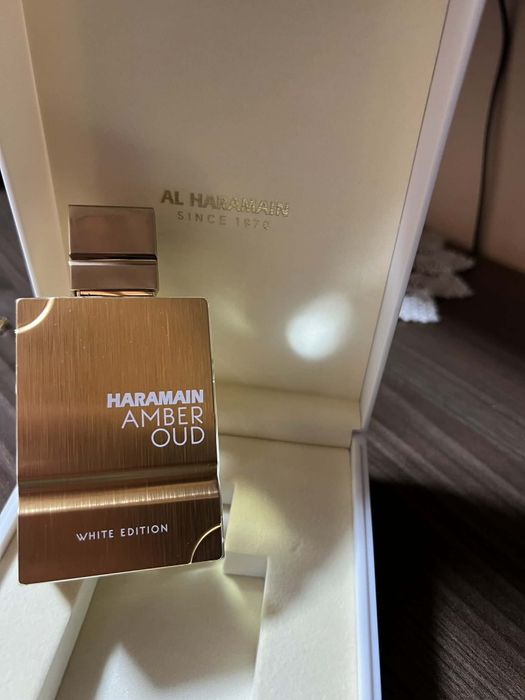 AL HARAMAIN
SINCE 1970
HARAMAIN
AMBER
OUD
WHITE EDITION